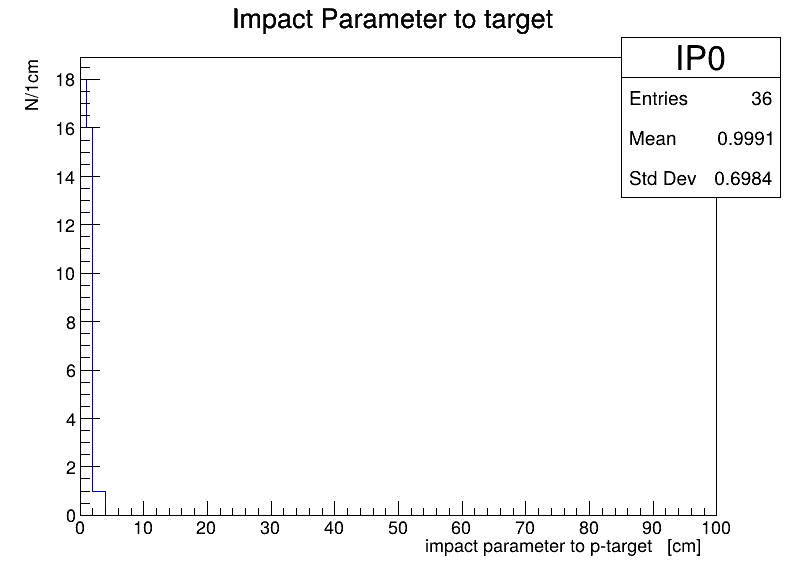 Impact Parameter to target
IP0
Entries 36
Mean 0.9991
Std Dev 0.6984
N/1cm
18
16
14
12
10
8
6
4
2
0
0 10 20 30 40 50 60 70 80 90 100
impact parameter to p-target [cm]